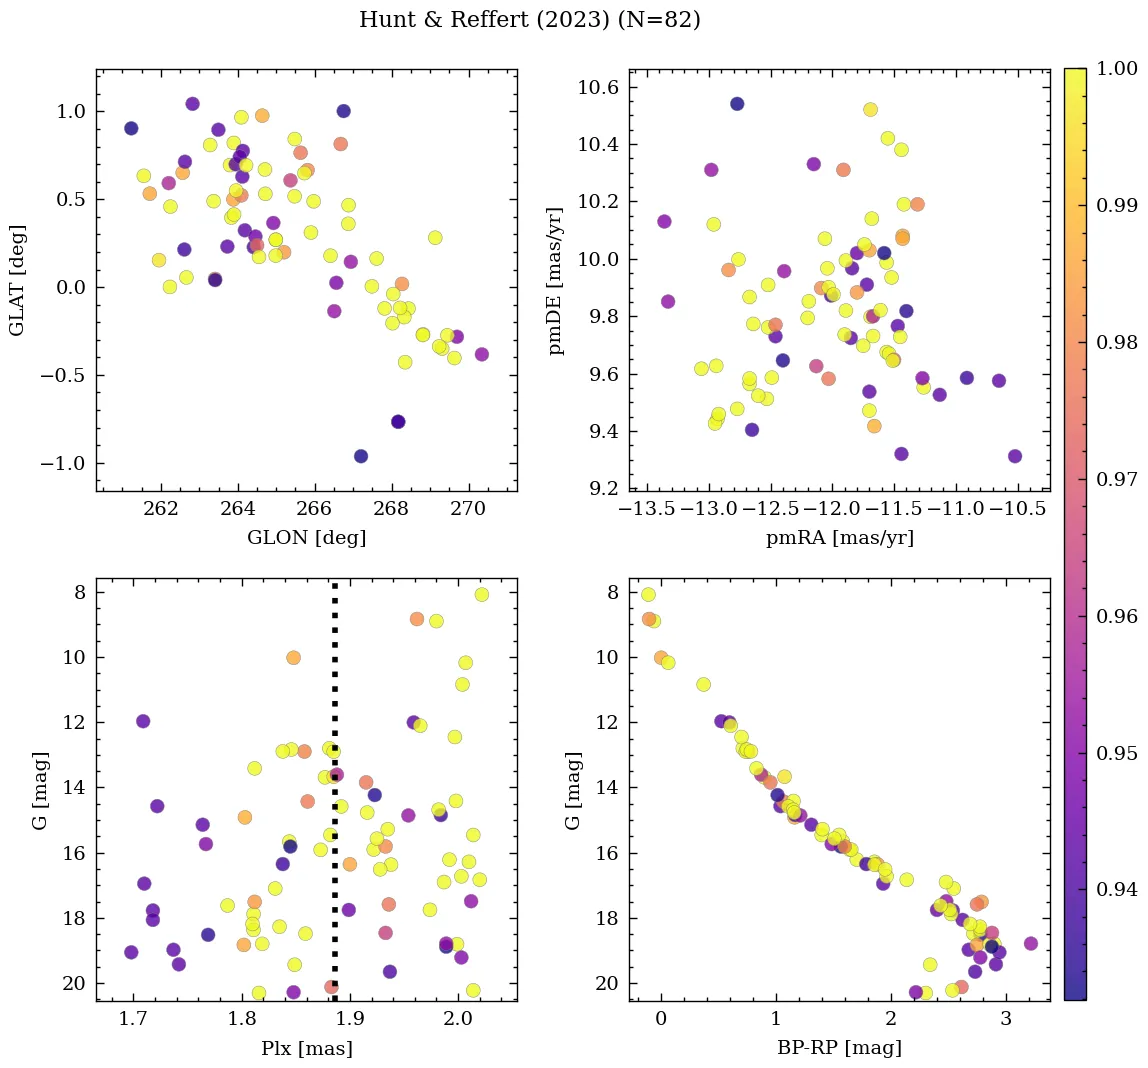 Hunt & Reffert (2023) (N=82)
1.0
0.5
0.0
−0.5
−1.0
GLAT [deg]
262 264 266 268 270
GLON [deg]
10.6
10.4
10.2
10.0
9.8
9.6
9.4
9.2
pmDE [mas/yr]
−13.5 −13.0 −12.5 −12.0 −11.5 −11.0 −10.5
pmRA [mas/yr]
8
10
12
14
16
18
20
G [mag]
1.7 1.8 1.9 2.0
Plx [mas]
8
10
12
14
16
18
20
G [mag]
0 1 2 3
BP-RP [mag]
1.00
0.99
0.98
0.97
0.96
0.95
0.94